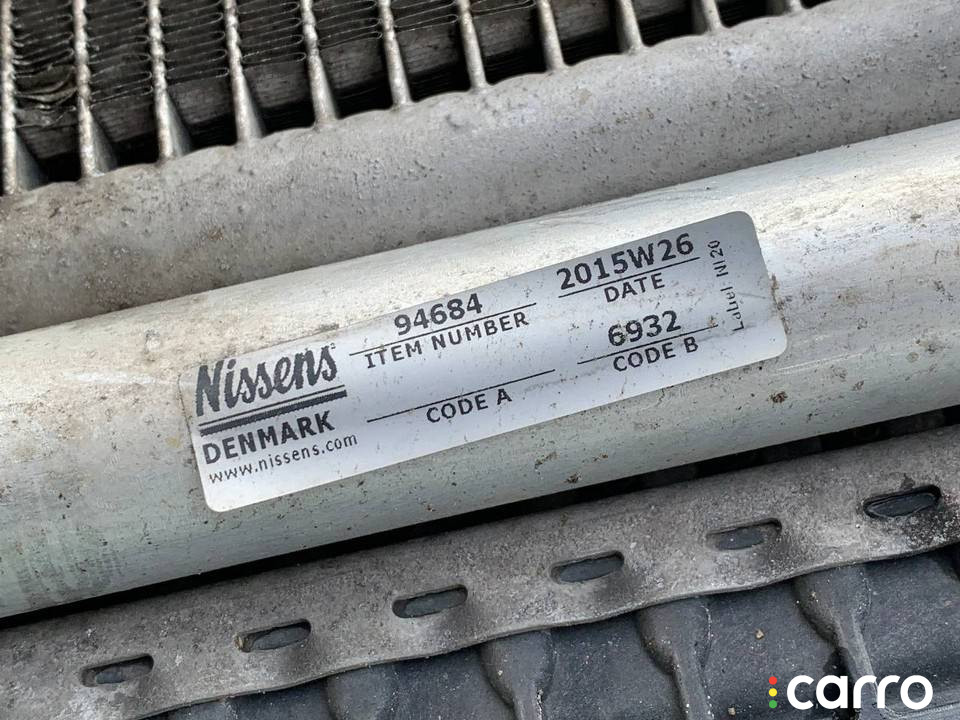 Nissens
DENMARK
www.nissens.com
94684
ITEM NUMBER
2015W26
DATE
CODE A
6932
CODE B
Label NI20
carro